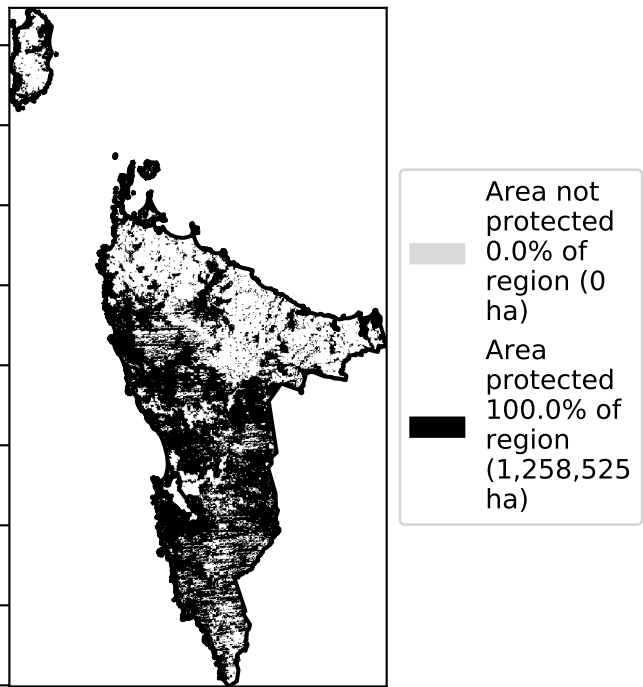 Area not
protected
0.0% of
region (0
ha)
Area
protected
100.0% of
region
(1,258,525
ha)